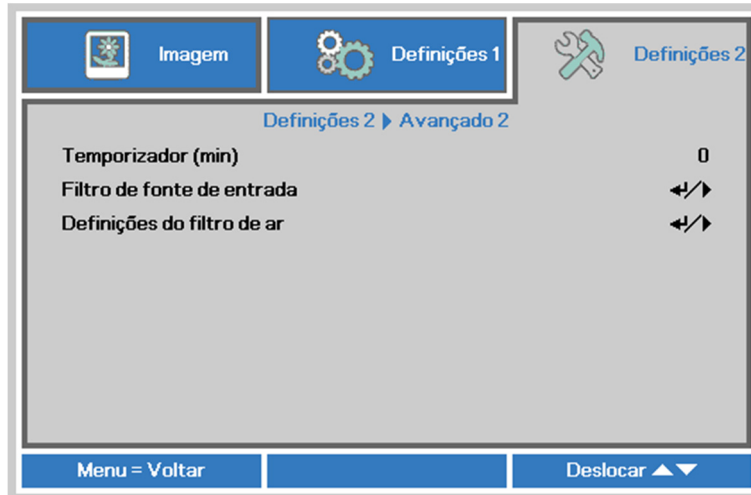 Imagem
Definições 1
Definições 2
Definições 2 ▶ Avançado 2
Temporizador (min) 0
Filtro de fonte de entrada ↵/▶
Definições do filtro de ar ↵/▶
Menu = Voltar
Deslocar ▲▼